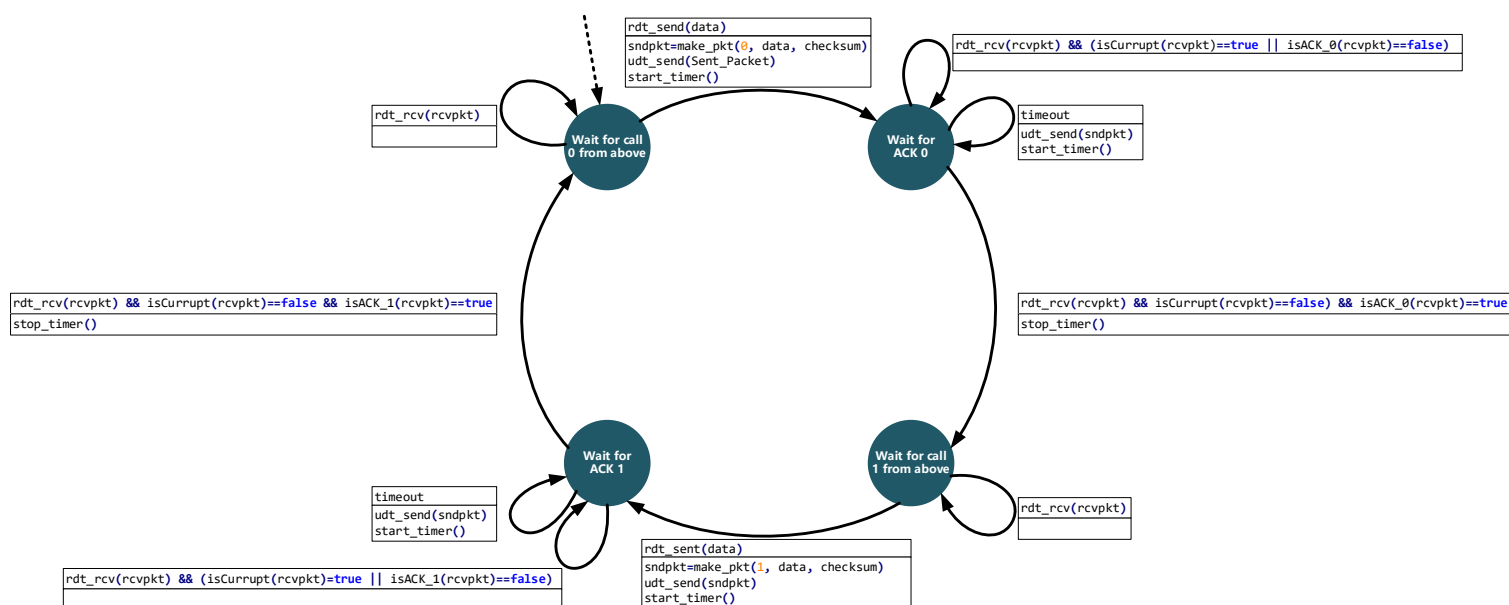 rdt_send(data)
sndpkt=make_pkt(0, data, checksum)
udt_send(Sent_Packet)
start_timer()
rdt_rcv(rcvpkt) && (isCurrupt(rcvpkt)==true || isACK_0(rcvpkt)==false)
rdt_rcv(rcvpkt)
timeout
udt_send(sndpkt)
start_timer()
Wait for call
0 from above
Wait for
ACK 0
rdt_rcv(rcvpkt) && isCurrupt(rcvpkt)==false && isACK_1(rcvpkt)==true
stop_timer()
rdt_rcv(rcvpkt) && isCurrupt(rcvpkt)==false) && isACK_0(rcvpkt)==true
stop_timer()
Wait for
ACK 1
Wait for call
1 from above
timeout
udt_send(sndpkt)
start_timer()
rdt_rcv(rcvpkt)
rdt_sent(data)
sndpkt=make_pkt(1, data, checksum)
udt_send(sndpkt)
start_timer()
rdt_rcv(rcvpkt) && (isCurrupt(rcvpkt)=true || isACK_1(rcvpkt)==false)